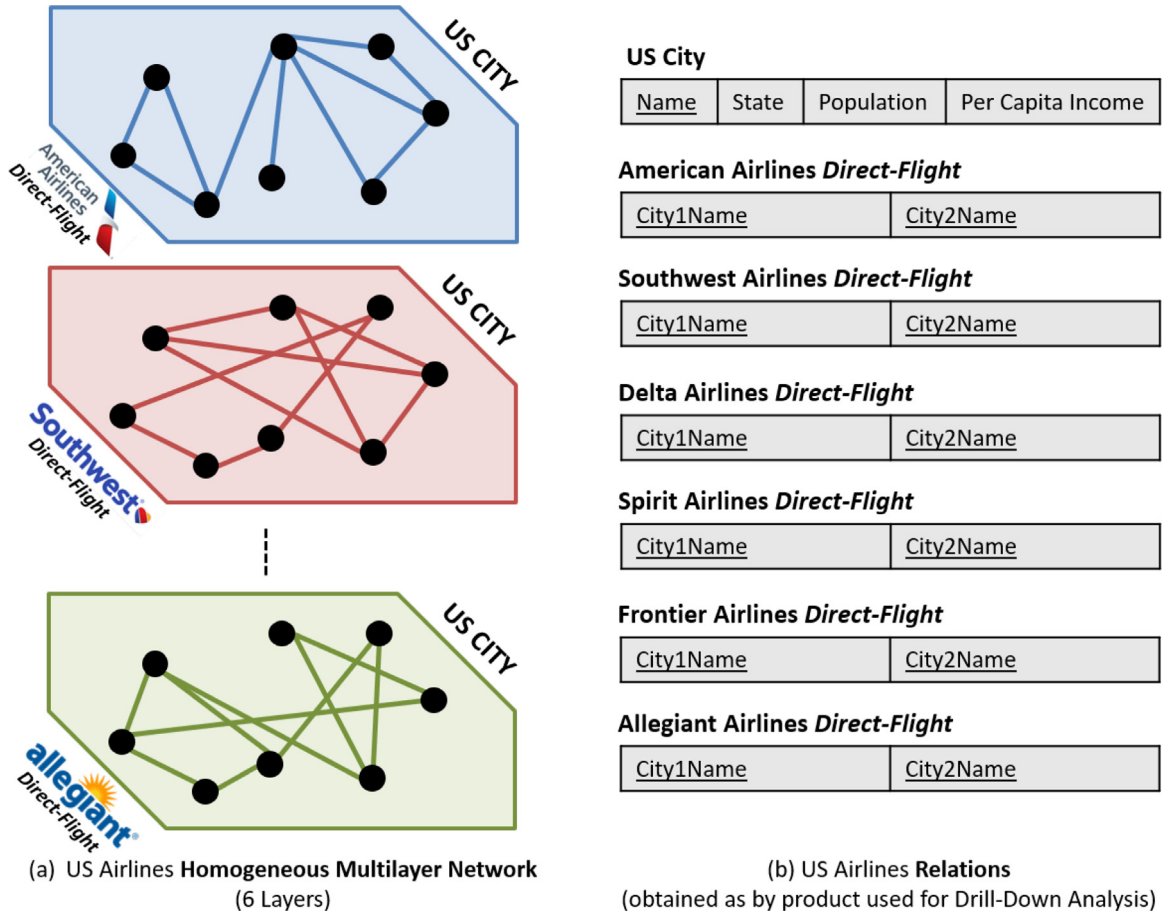 US CITY
American
Airlines
Direct-Flight
US CITY
Southwest
Direct-Flight
US CITY
allegiant®
Direct-Flight
(a) US Airlines Homogeneous Multilayer Network
(6 Layers)
US City
Name State Population Per Capita Income
American Airlines Direct-Flight
City1Name City2Name
Southwest Airlines Direct-Flight
City1Name City2Name
Delta Airlines Direct-Flight
City1Name City2Name
Spirit Airlines Direct-Flight
City1Name City2Name
Frontier Airlines Direct-Flight
City1Name City2Name
Allegiant Airlines Direct-Flight
City1Name City2Name
(b) US Airlines Relations
(obtained as by product used for Drill-Down Analysis)